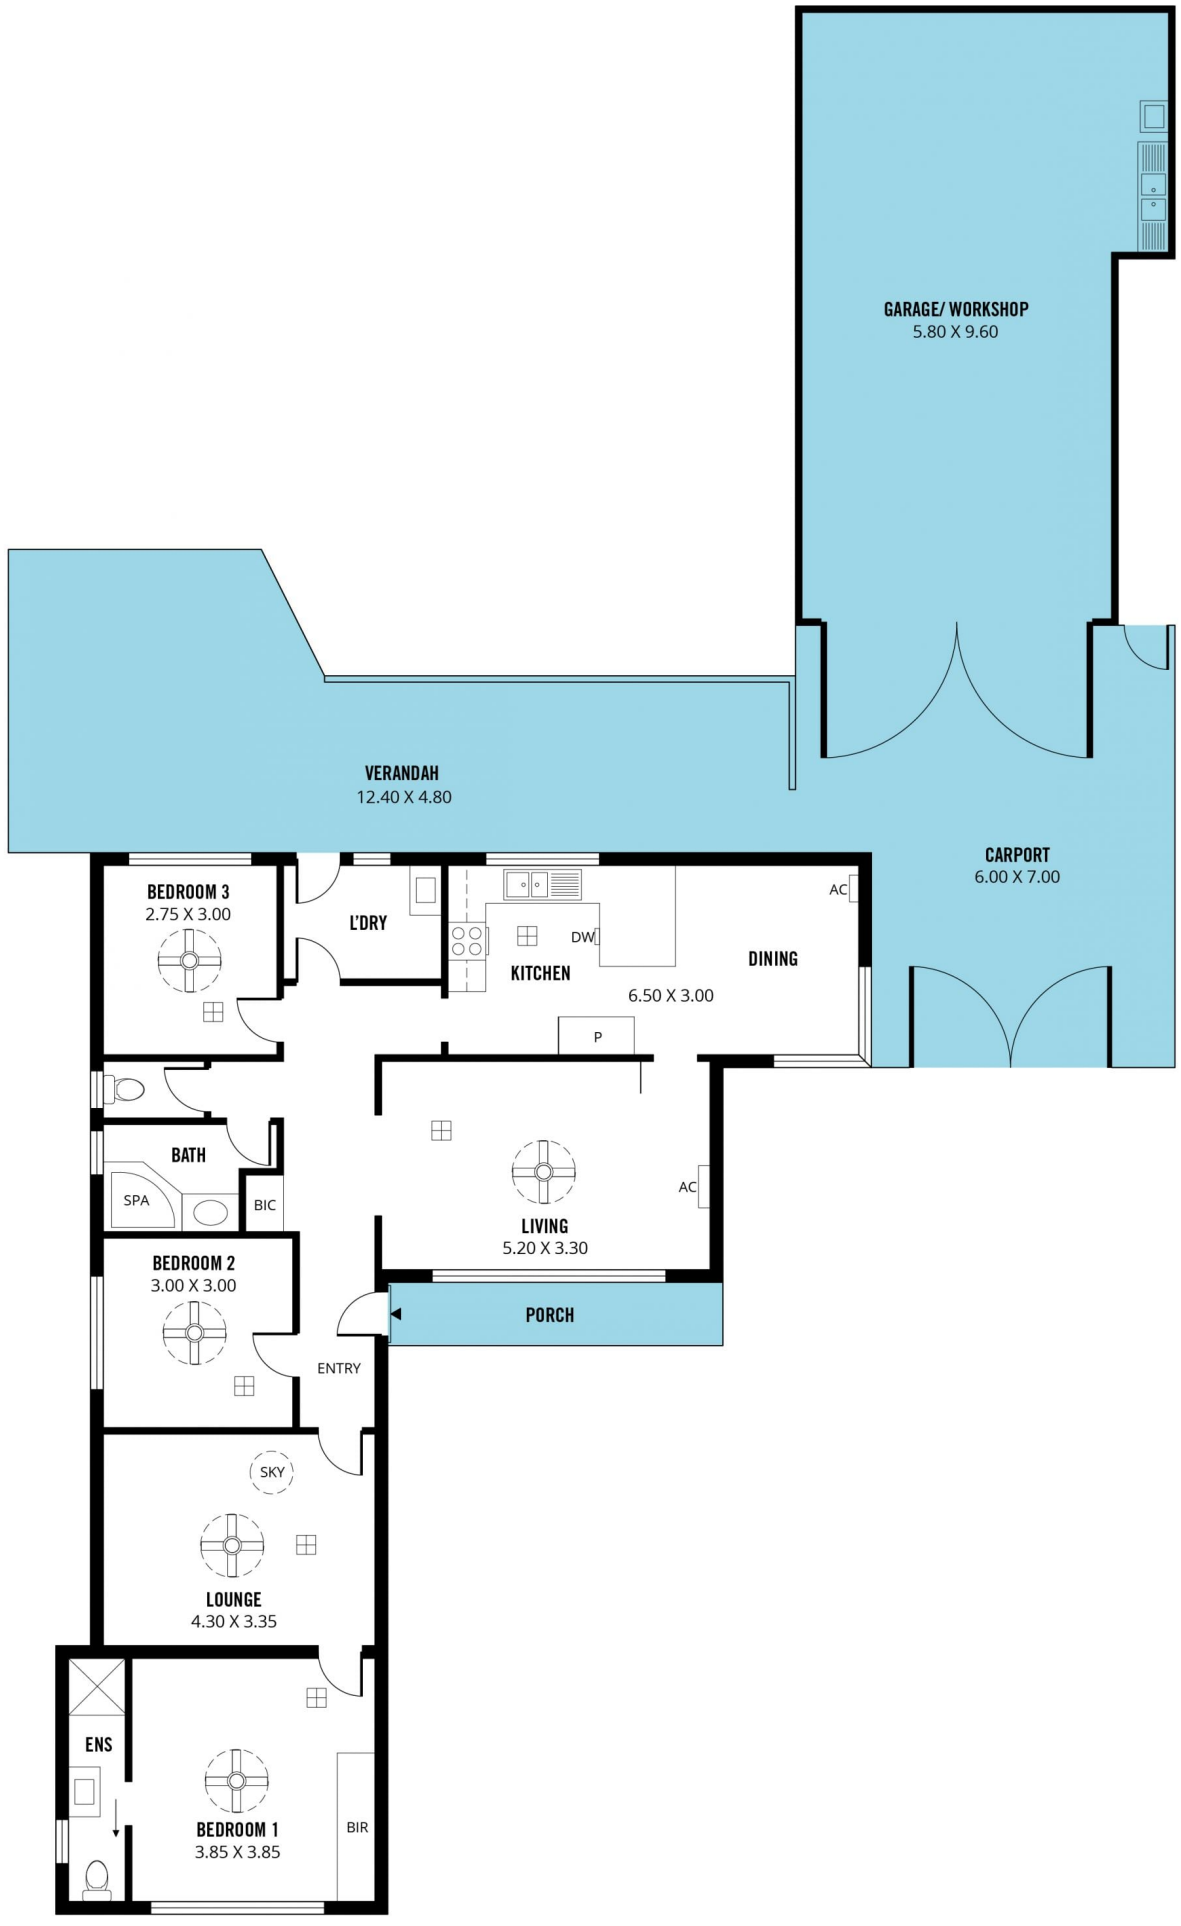 GARAGE/ WORKSHOP
5.80 X 9.60
VERANDAH
12.40 X 4.80
CARPORT
6.00 X 7.00
BEDROOM 3
2.75 X 3.00
L'DRY
KITCHEN
DW
DINING
AC
6.50 X 3.00
P
BATH
SPA
BIC
LIVING
5.20 X 3.30
AC
BEDROOM 2
3.00 X 3.00
PORCH
ENTRY
SKY
LOUNGE
4.30 X 3.35
ENS
BEDROOM 1
3.85 X 3.85
BIR